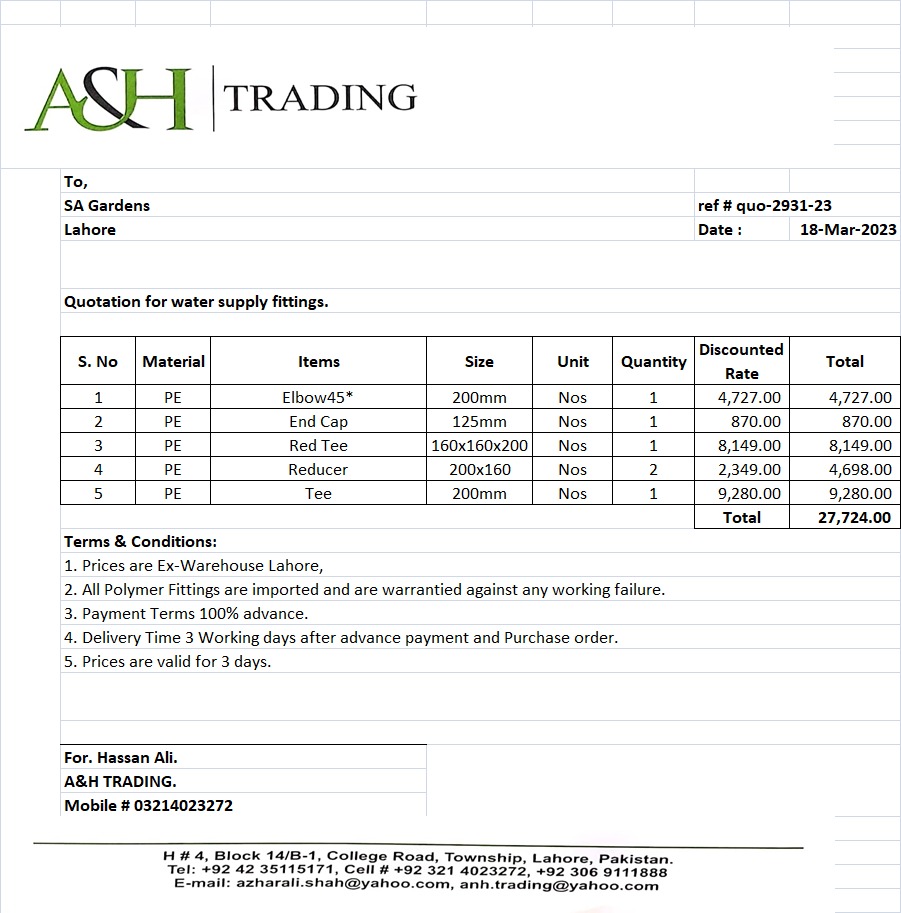 A&H TRADING
To,
SA Gardens
ref # quo-2931-23
Lahore
Date : 18-Mar-2023
Quotation for water supply fittings.
S. No Material Items Size Unit Quantity Discounted Rate Total
1 PE Elbow45* 200mm Nos 1 4,727.00 4,727.00
2 PE End Cap 125mm Nos 1 870.00 870.00
3 PE Red Tee 160x160x200 Nos 1 8,149.00 8,149.00
4 PE Reducer 200x160 Nos 2 2,349.00 4,698.00
5 PE Tee 200mm Nos 1 9,280.00 9,280.00
Total 27,724.00
Terms & Conditions:
1. Prices are Ex-Warehouse Lahore,
2. All Polymer Fittings are imported and are warrantied against any working failure.
3. Payment Terms 100% advance.
4. Delivery Time 3 Working days after advance payment and Purchase order.
5. Prices are valid for 3 days.
For. Hassan Ali.
A&H TRADING.
Mobile # 03214023272
H # 4, Block 14/B-1, College Road, Township, Lahore, Pakistan.
Tel: +92 42 35115171, Cell # +92 321 4023272, +92 306 9111888
E-mail: azharali.shah@yahoo.com, anh.trading@yahoo.com